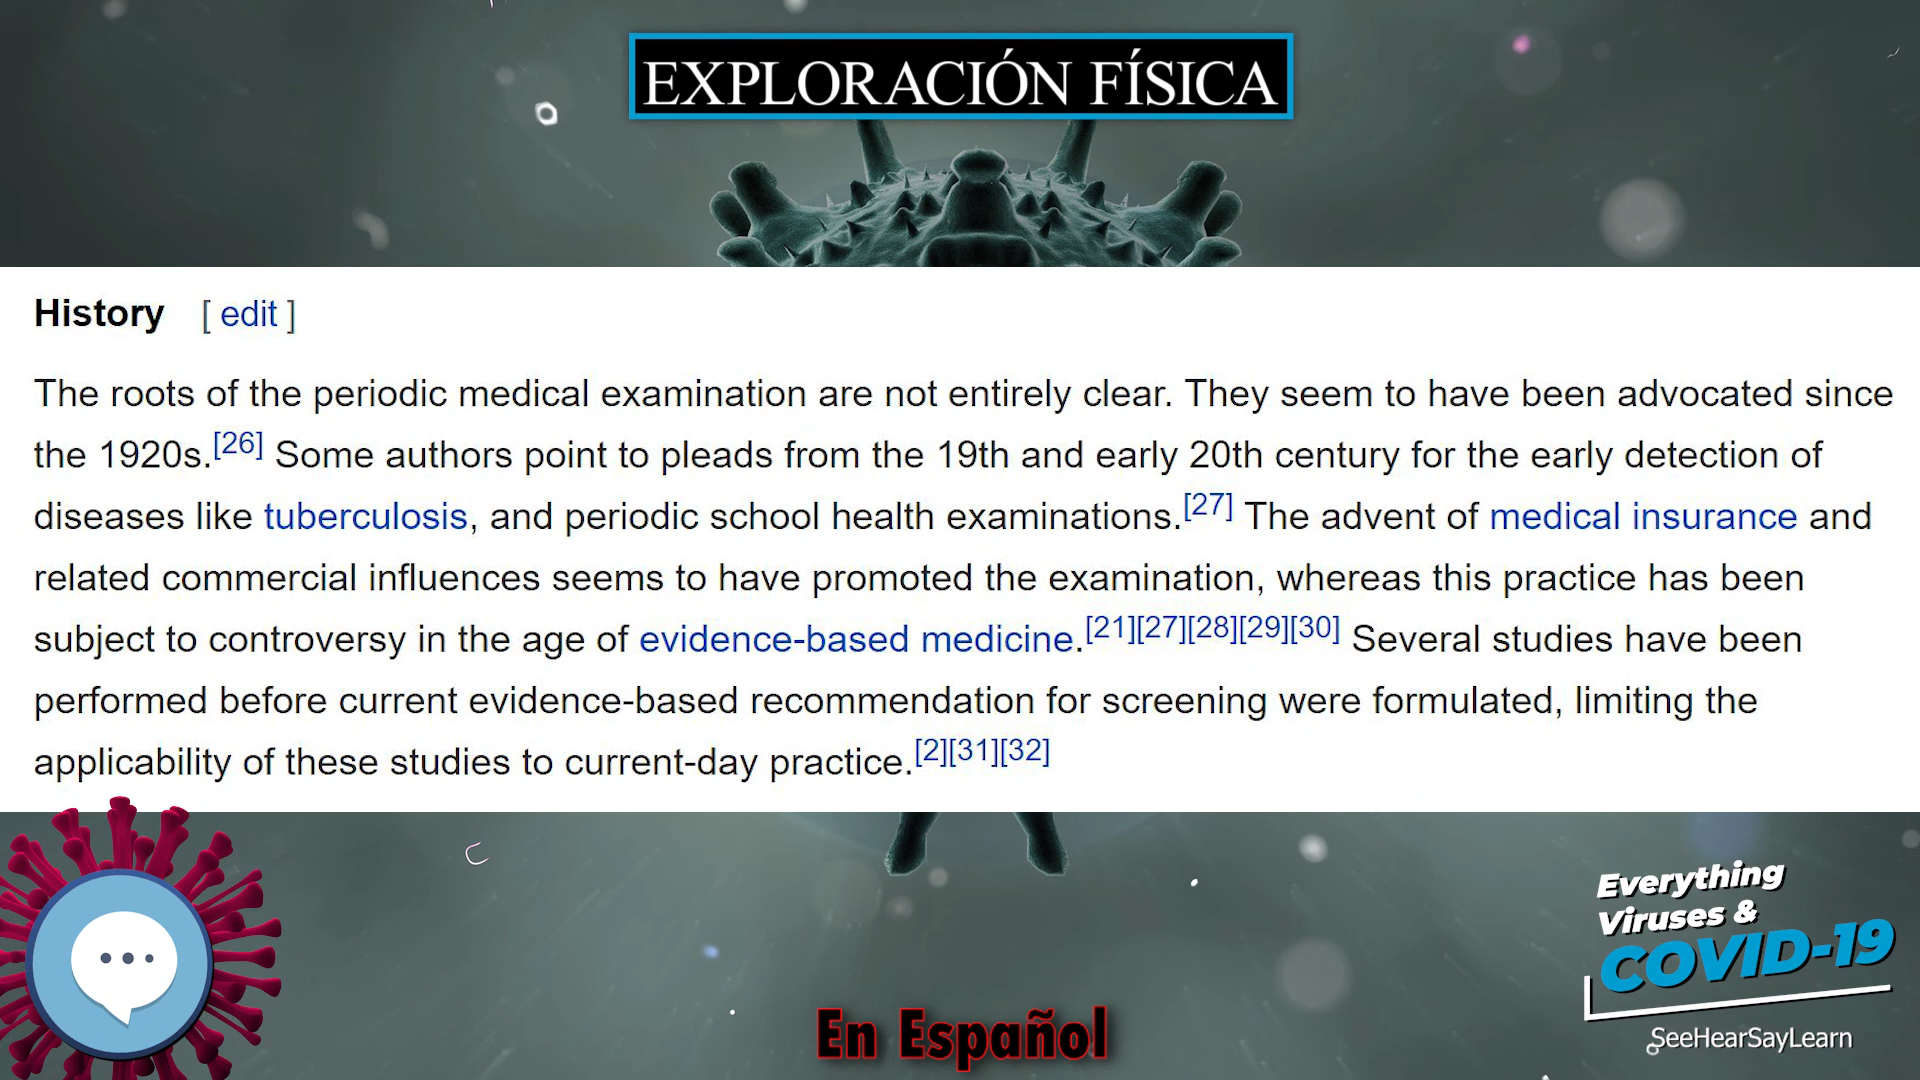 EXPLORACIÓN FÍSICA
History [ edit ]
The roots of the periodic medical examination are not entirely clear. They seem to have been advocated since
the 1920s.[26] Some authors point to pleads from the 19th and early 20th century for the early detection of
diseases like tuberculosis, and periodic school health examinations.[27] The advent of medical insurance and
related commercial influences seems to have promoted the examination, whereas this practice has been
subject to controversy in the age of evidence-based medicine.[21][27][28][29][30] Several studies have been
performed before current evidence-based recommendation for screening were formulated, limiting the
applicability of these studies to current-day practice.[2][31][32]
Everything
Viruses &
COVID-19
En Español
SeeHearSayLearn